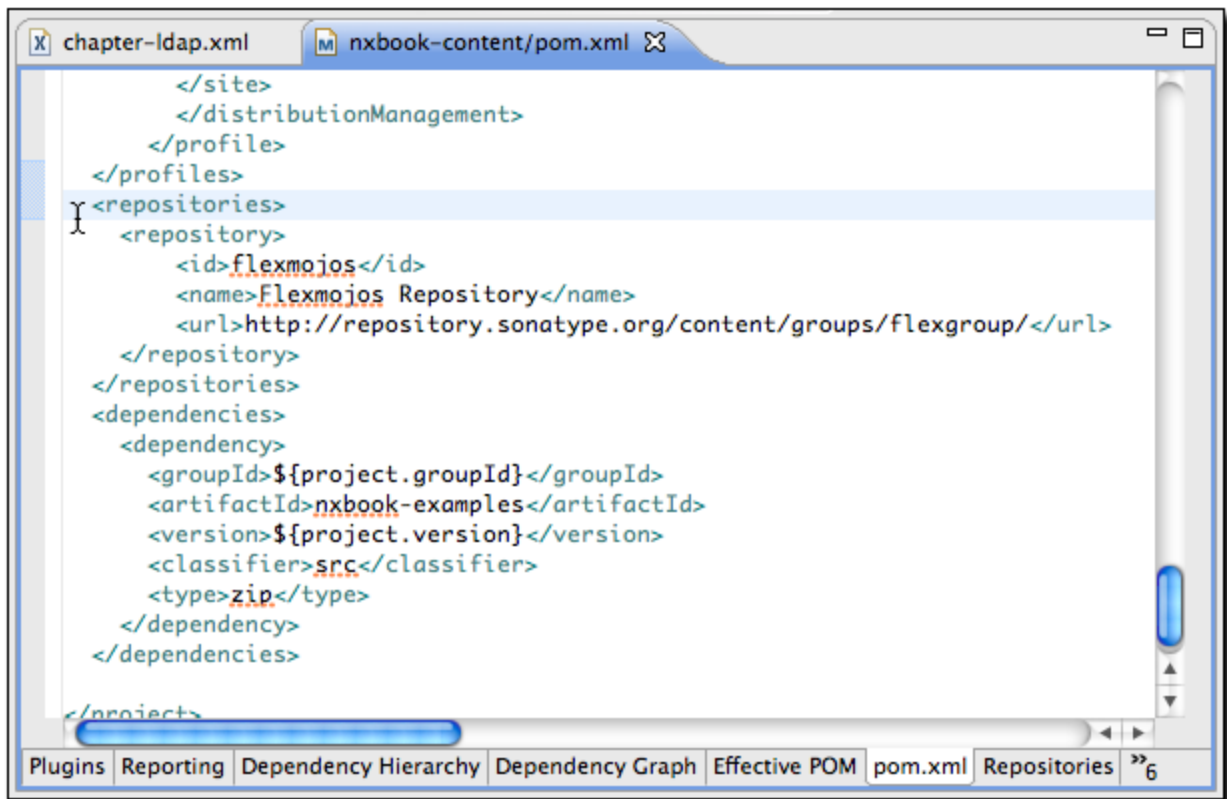 chapter-ldap.xml nxbook-content/pom.xml
</site>
</distributionManagement>
</profile>
</profiles>
<repositories>
<repository>
<id>flexmojos</id>
<name>Flexmojos Repository</name>
<url>http://repository.sonatype.org/content/groups/flexgroup/</url>
</repository>
</repositories>
<dependencies>
<dependency>
<groupId>${project.groupId}</groupId>
<artifactId>nxbook-examples</artifactId>
<version>${project.version}</version>
<classifier>src</classifier>
<type>zip</type>
</dependency>
</dependencies>
</project>
Plugins Reporting Dependency Hierarchy Dependency Graph Effective POM pom.xml Repositories »6